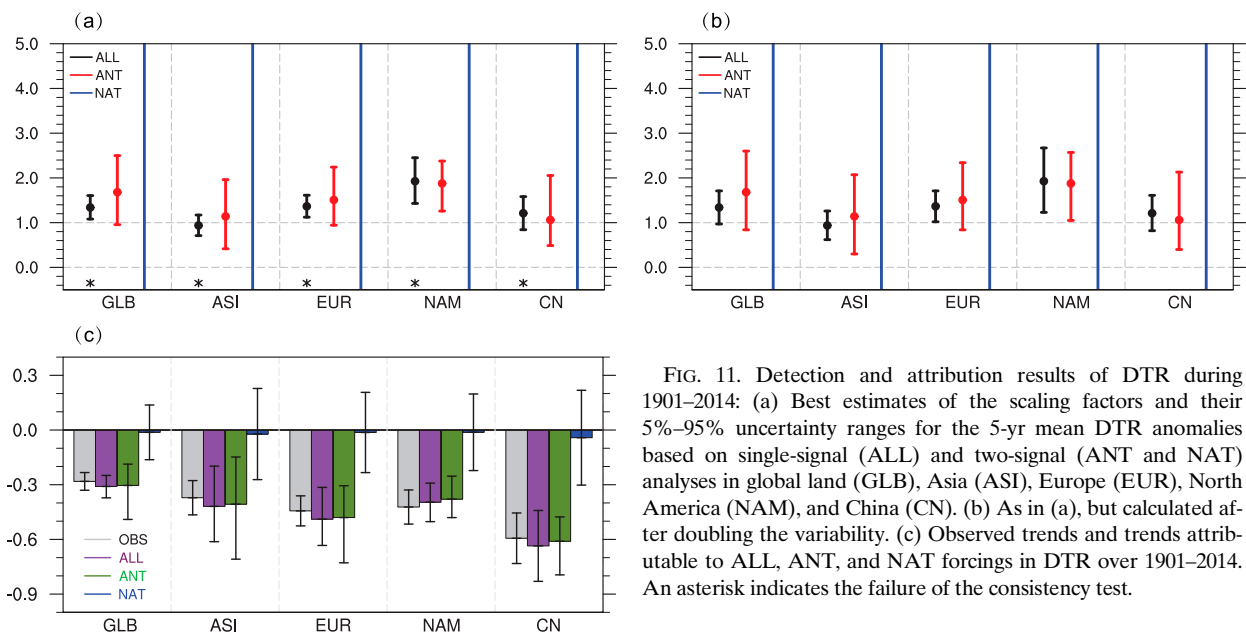 (a)
(b)
5.0
4.0
3.0
2.0
1.0
0.0
ALL
ANT
NAT
* * * * *
GLB ASI EUR NAM CN
5.0
4.0
3.0
2.0
1.0
0.0
ALL
ANT
NAT
GLB ASI EUR NAM CN
(c)
0.3
0.0
-0.3
-0.6
-0.9
OBS
ALL
ANT
NAT
GLB ASI EUR NAM CN
FIG. 11. Detection and attribution results of DTR during
1901–2014: (a) Best estimates of the scaling factors and their
5%–95% uncertainty ranges for the 5-yr mean DTR anomalies
based on single-signal (ALL) and two-signal (ANT and NAT)
analyses in global land (GLB), Asia (ASI), Europe (EUR), North
America (NAM), and China (CN). (b) As in (a), but calculated af-
ter doubling the variability. (c) Observed trends and trends attrib-
utable to ALL, ANT, and NAT forcings in DTR over 1901–2014.
An asterisk indicates the failure of the consistency test.